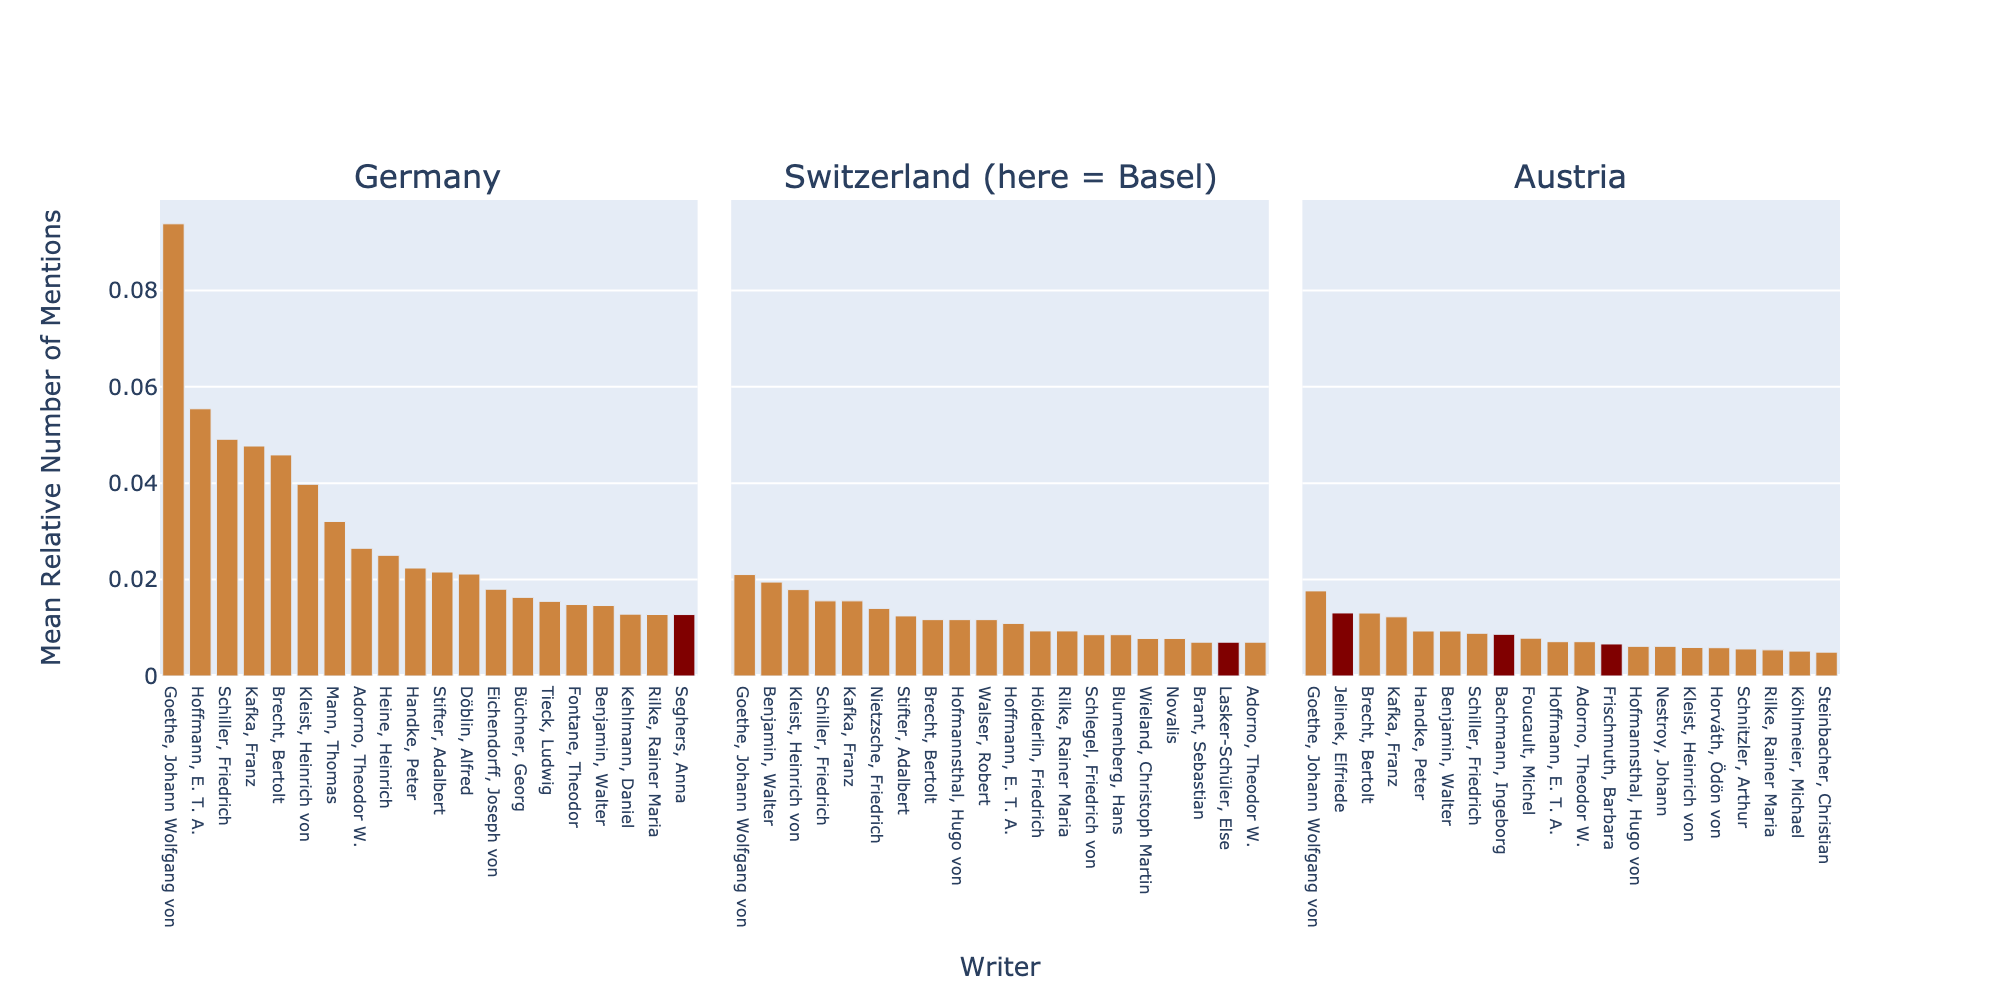 Germany
Switzerland (here = Basel)
Austria
Mean Relative Number of Mentions
0.08
0.06
0.04
0.02
0
Goethe, Johann Wolfgang von
Hoffmann, E. T. A.
Schiller, Friedrich
Kafka, Franz
Brecht, Bertolt
Kleist, Heinrich von
Mann, Thomas
Adorno, Theodor W.
Heine, Heinrich
Handke, Peter
Stifter, Adalbert
Döblin, Alfred
Eichendorff, Joseph von
Büchner, Georg
Tieck, Ludwig
Fontane, Theodor
Benjamin, Walter
Kehlmann, Daniel
Rilke, Rainer Maria
Seghers, Anna
Goethe, Johann Wolfgang von
Benjamin, Walter
Kleist, Heinrich von
Schiller, Friedrich
Kafka, Franz
Nietzsche, Friedrich
Stifter, Adalbert
Brecht, Bertolt
Hofmannsthal, Hugo von
Walser, Robert
Hoffmann, E. T. A.
Hölderlin, Friedrich
Rilke, Rainer Maria
Schlegel, Friedrich von
Blumenberg, Hans
Wieland, Christoph Martin
Novalis
Brant, Sebastian
Lasker-Schüler, Else
Adorno, Theodor W.
Goethe, Johann Wolfgang von
Jelinek, Elfriede
Brecht, Bertolt
Kafka, Franz
Handke, Peter
Benjamin, Walter
Schiller, Friedrich
Bachmann, Ingeborg
Foucault, Michel
Hoffmann, E. T. A.
Adorno, Theodor W.
Frischmuth, Barbara
Hofmannsthal, Hugo von
Nestroy, Johann
Kleist, Heinrich von
Horváth, Ödön von
Schnitzler, Arthur
Rilke, Rainer Maria
Köhlmeier, Michael
Steinbacher, Christian
Writer